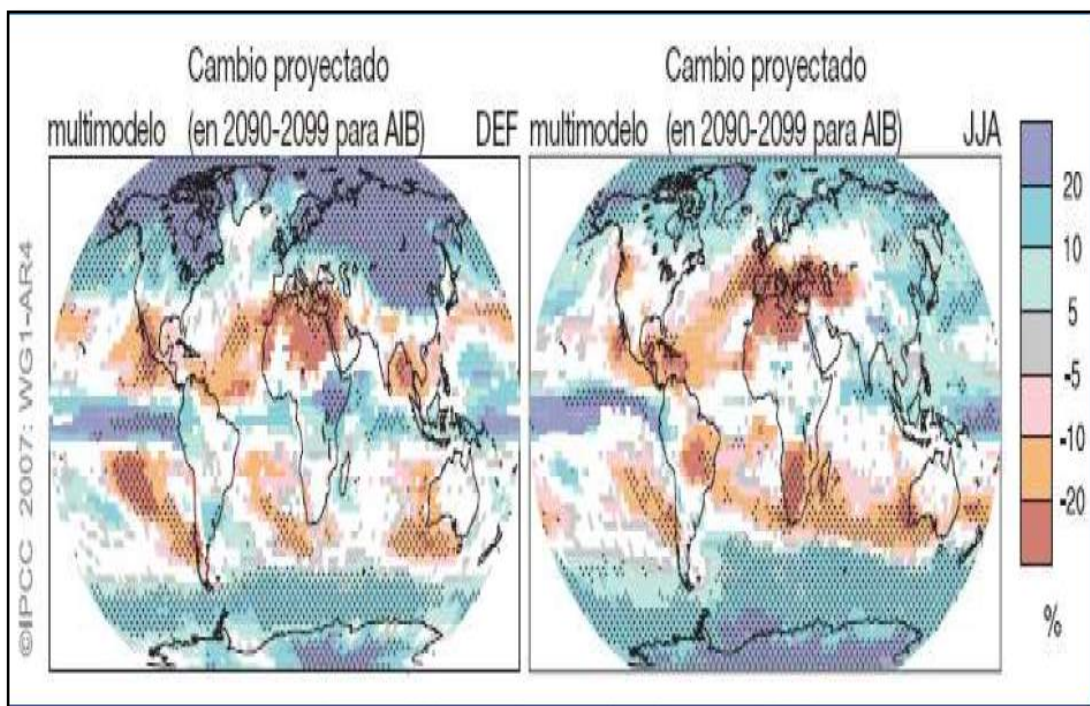 Cambio proyectado
multimodelo (en 2090-2099 para AIB) DEF
Cambio proyectado
multimodelo (en 2090-2099 para AIB) JJA
20
10
5
-5
-10
-20
%
©IPCC 2007: WG1-AR4